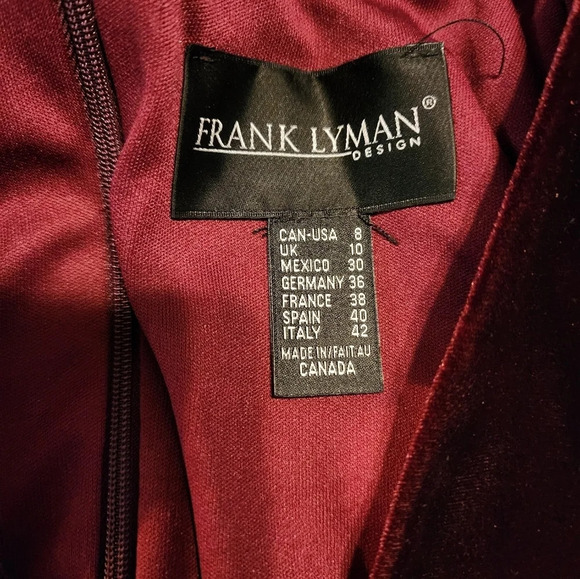 FRANK LYMAN®
DESIGN
CAN-USA 8
UK 10
MEXICO 30
GERMANY 36
FRANCE 38
SPAIN 40
ITALY 42
MADE IN/FAIT AU
CANADA